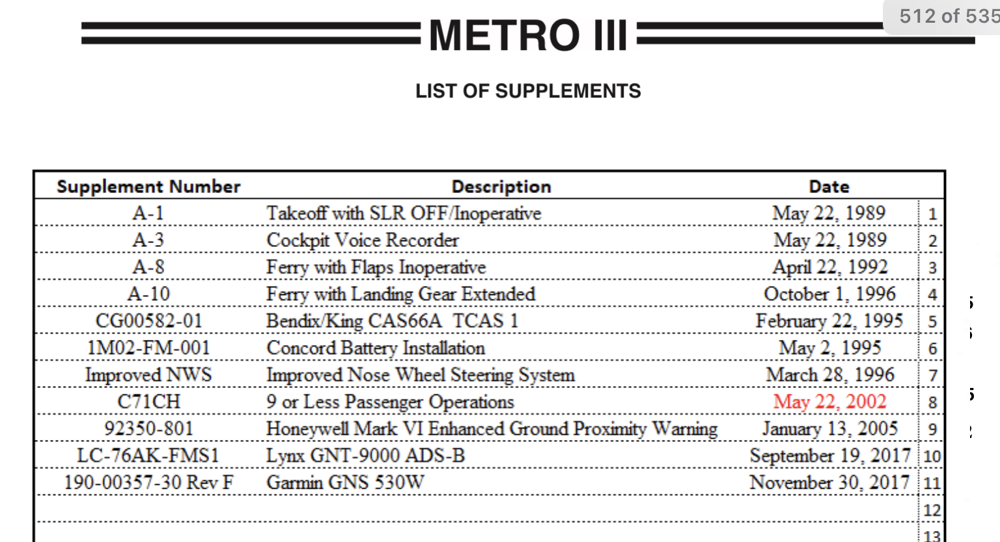 512 of 535
METRO III
LIST OF SUPPLEMENTS
Supplement Number Description Date
A-1 Takeoff with SLR OFF/Inoperative May 22, 1989 1
A-3 Cockpit Voice Recorder May 22, 1989 2
A-8 Ferry with Flaps Inoperative April 22, 1992 3
A-10 Ferry with Landing Gear Extended October 1, 1996 4
CG00582-01 Bendix/King CAS66A TCAS 1 February 22, 1995 5
1M02-FM-001 Concord Battery Installation May 2, 1995 6
Improved NWS Improved Nose Wheel Steering System March 28, 1996 7
C71CH 9 or Less Passenger Operations May 22, 2002 8
92350-801 Honeywell Mark VI Enhanced Ground Proximity Warning January 13, 2005 9
LC-76AK-FMS1 Lynx GNT-9000 ADS-B September 19, 2017 10
190-00357-30 Rev F Garmin GNS 530W November 30, 2017 11
12
13